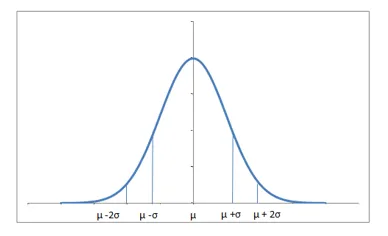 μ -2σ μ -σ μ μ +σ μ + 2σ